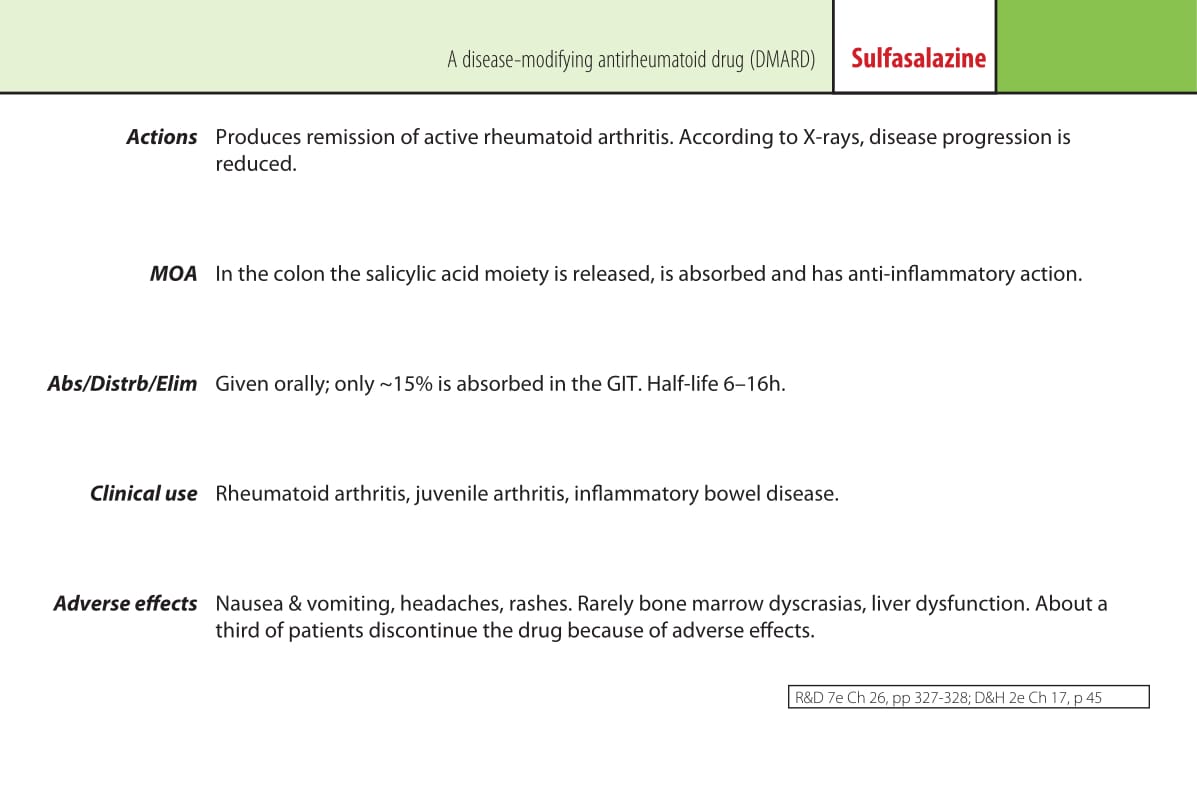 A disease-modifying antirheumatoid drug (DMARD) Sulfasalazine
Actions Produces remission of active rheumatoid arthritis. According to X-rays, disease progression is
reduced.
MOA In the colon the salicylic acid moiety is released, is absorbed and has anti-inflammatory action.
Abs/Distrb/Elim Given orally; only ~15% is absorbed in the GIT. Half-life 6–16h.
Clinical use Rheumatoid arthritis, juvenile arthritis, inflammatory bowel disease.
Adverse effects Nausea & vomiting, headaches, rashes. Rarely bone marrow dyscrasias, liver dysfunction. About a
third of patients discontinue the drug because of adverse effects.
R&D 7e Ch 26, pp 327-328; D&H 2e Ch 17, p 45